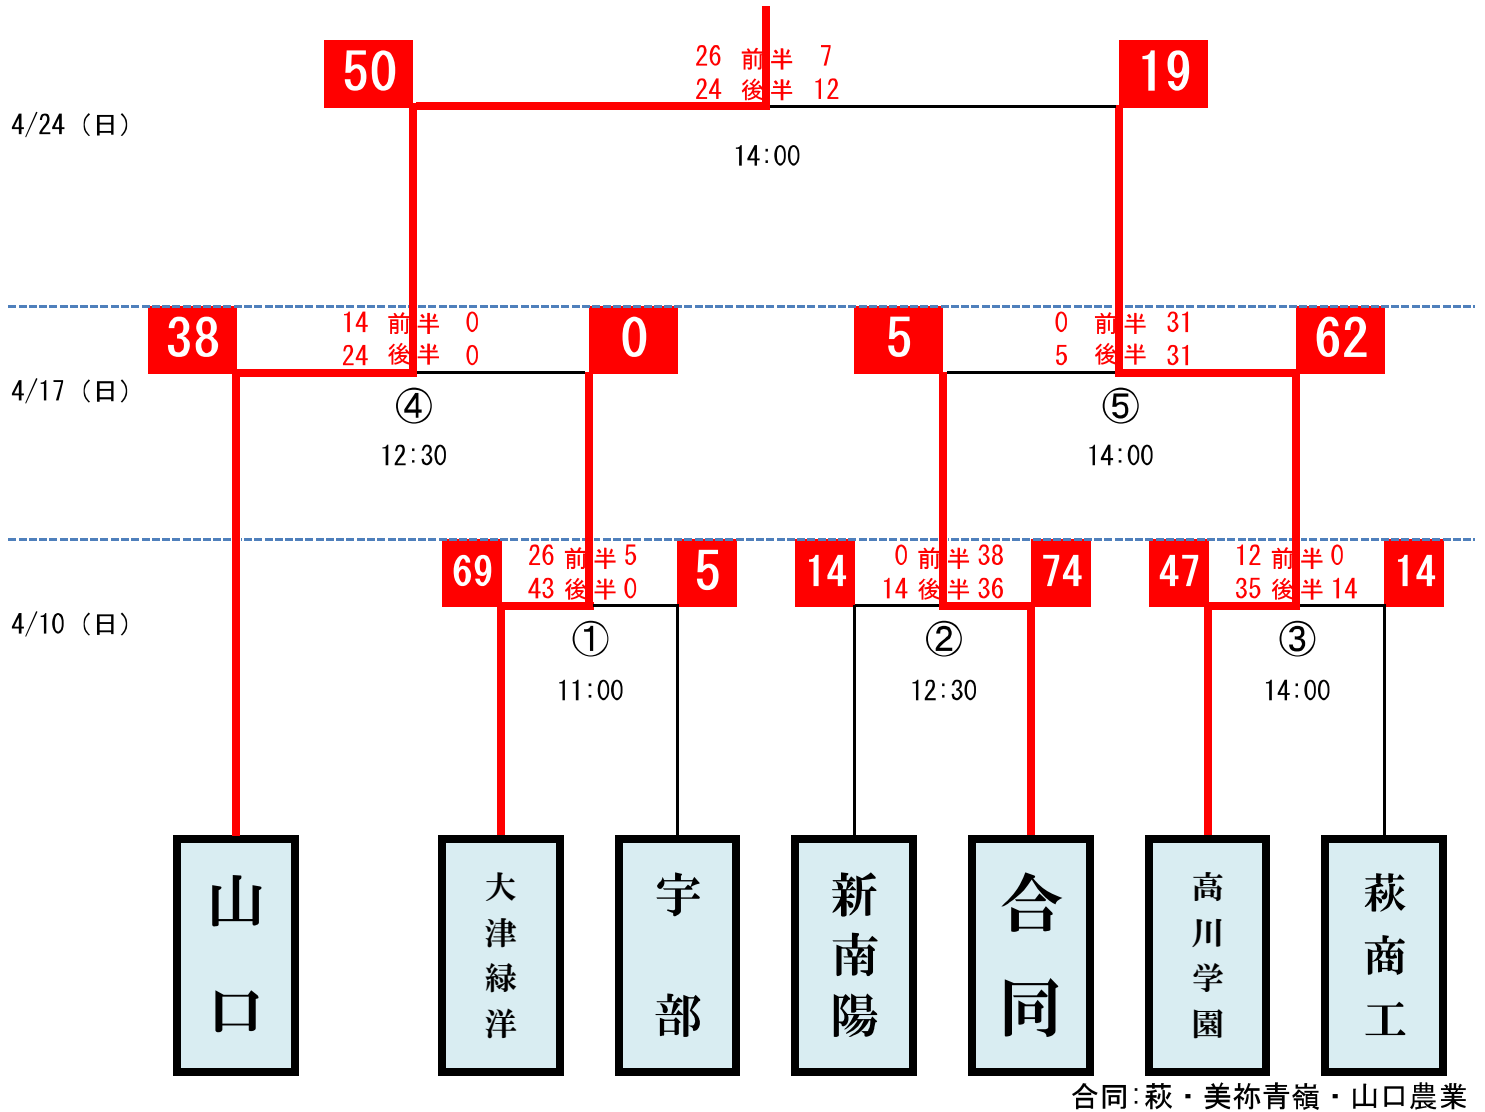 50 26 前半 7 19
24 後半 12
4/24（日）
14:00
38 14 前半 0 0 5 0 前半 31 62
24 後半 0 5 後半 31
4/17（日）
④ ⑤
12:30 14:00
69 26 前半 5 5 14 0 前半 38 74 47 12 前半 0 14
43 後半 0 14 後半 36 35 後半 14
4/10（日）
① ② ③
11:00 12:30 14:00
山口
大津緑洋
宇部
新南陽
合同
高川学園
萩商工
合同:萩・美祢青嶺・山口農業